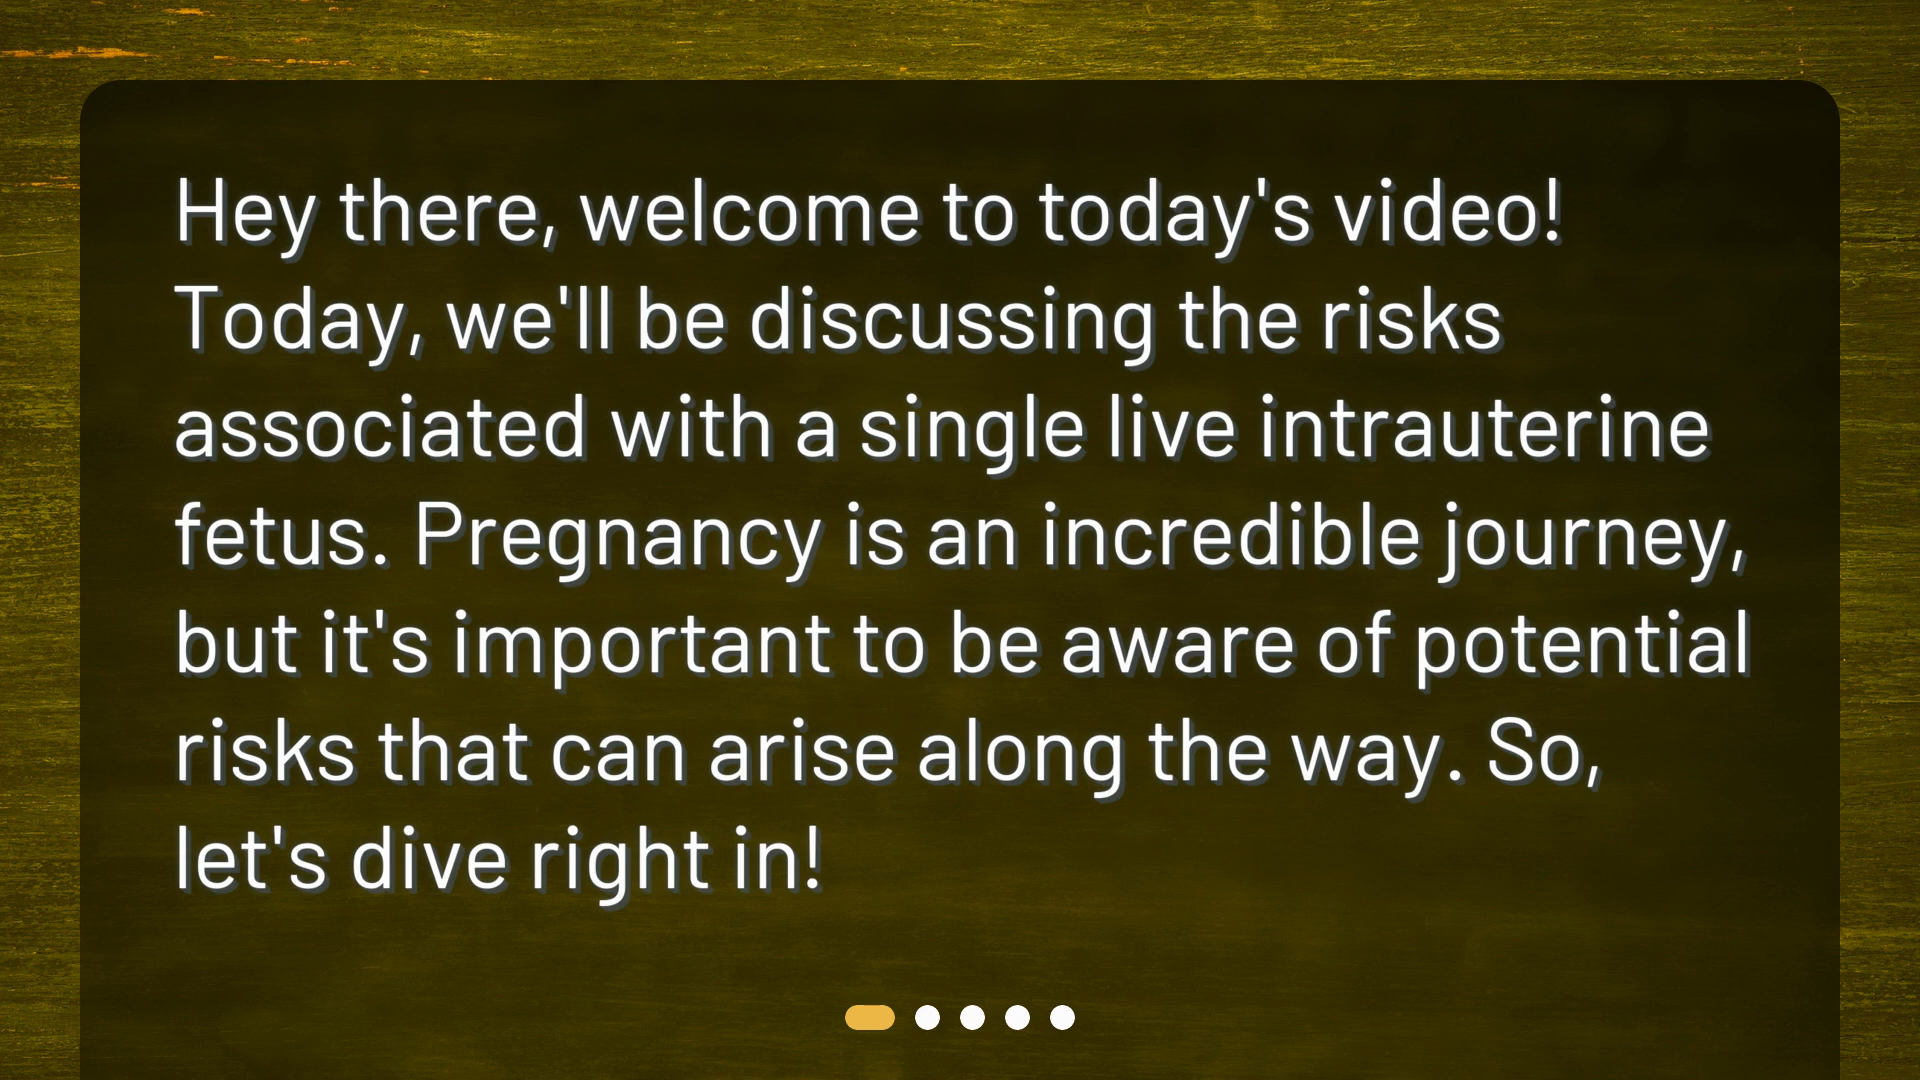 Hey there, welcome to today's video!
Today, we'll be discussing the risks
associated with a single live intrauterine
fetus. Pregnancy is an incredible journey,
but it's important to be aware of potential
risks that can arise along the way. So,
let's dive right in!